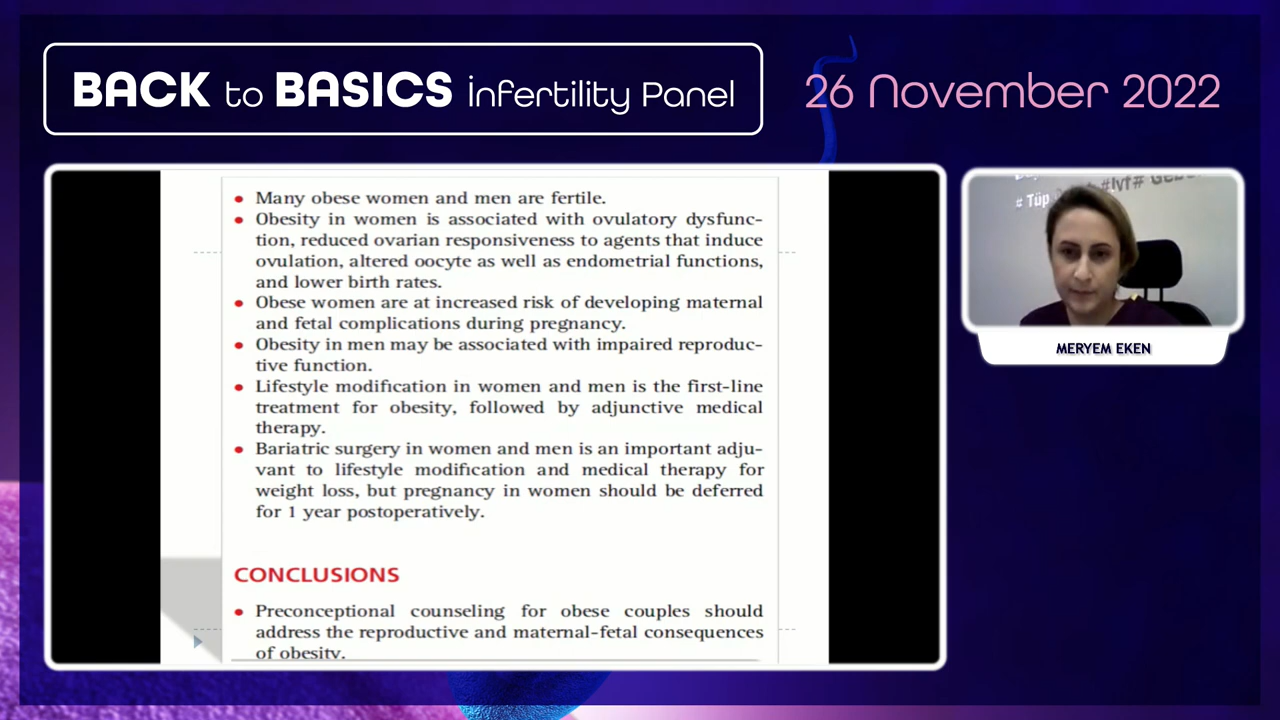 BACK to BASICS infertility Panel
26 November 2022
• Many obese women and men are fertile.
• Obesity in women is associated with ovulatory dysfunc-
tion, reduced ovarian responsiveness to agents that induce
ovulation, altered oocyte as well as endometrial functions,
and lower birth rates.
• Obese women are at increased risk of developing maternal
and fetal complications during pregnancy.
• Obesity in men may be associated with impaired reproduc-
tive function.
• Lifestyle modification in women and men is the first-line
treatment for obesity, followed by adjunctive medical
therapy.
• Bariatric surgery in women and men is an important adju-
vant to lifestyle modification and medical therapy for
weight loss, but pregnancy in women should be deferred
for 1 year postoperatively.
CONCLUSIONS
• Preconceptional counseling for obese couples should
address the reproductive and maternal-fetal consequences
of obesity.
# Tüp
#ivf#
MERYEM EKEN